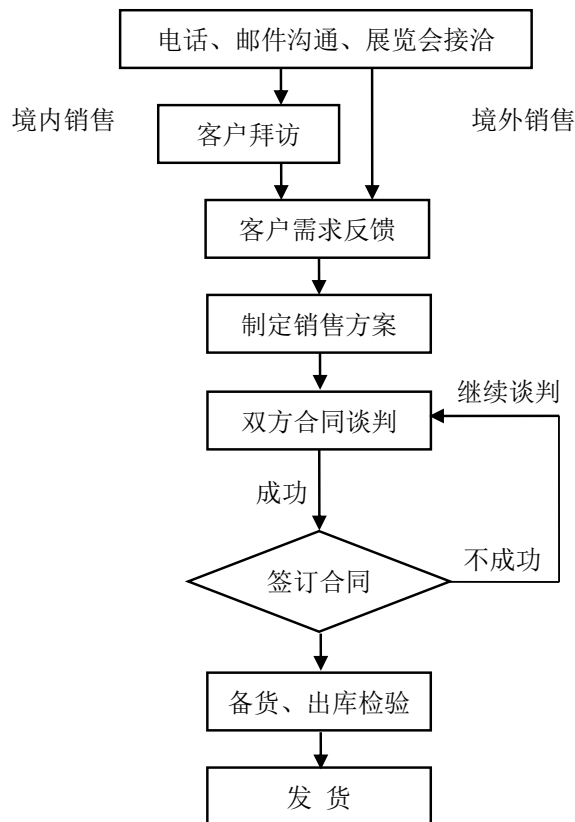 电话、邮件沟通、展览会接洽
境内销售
境外销售
客户拜访
客户需求反馈
制定销售方案
继续谈判
双方合同谈判
成功
不成功
签订合同
备货、出库检验
发 货